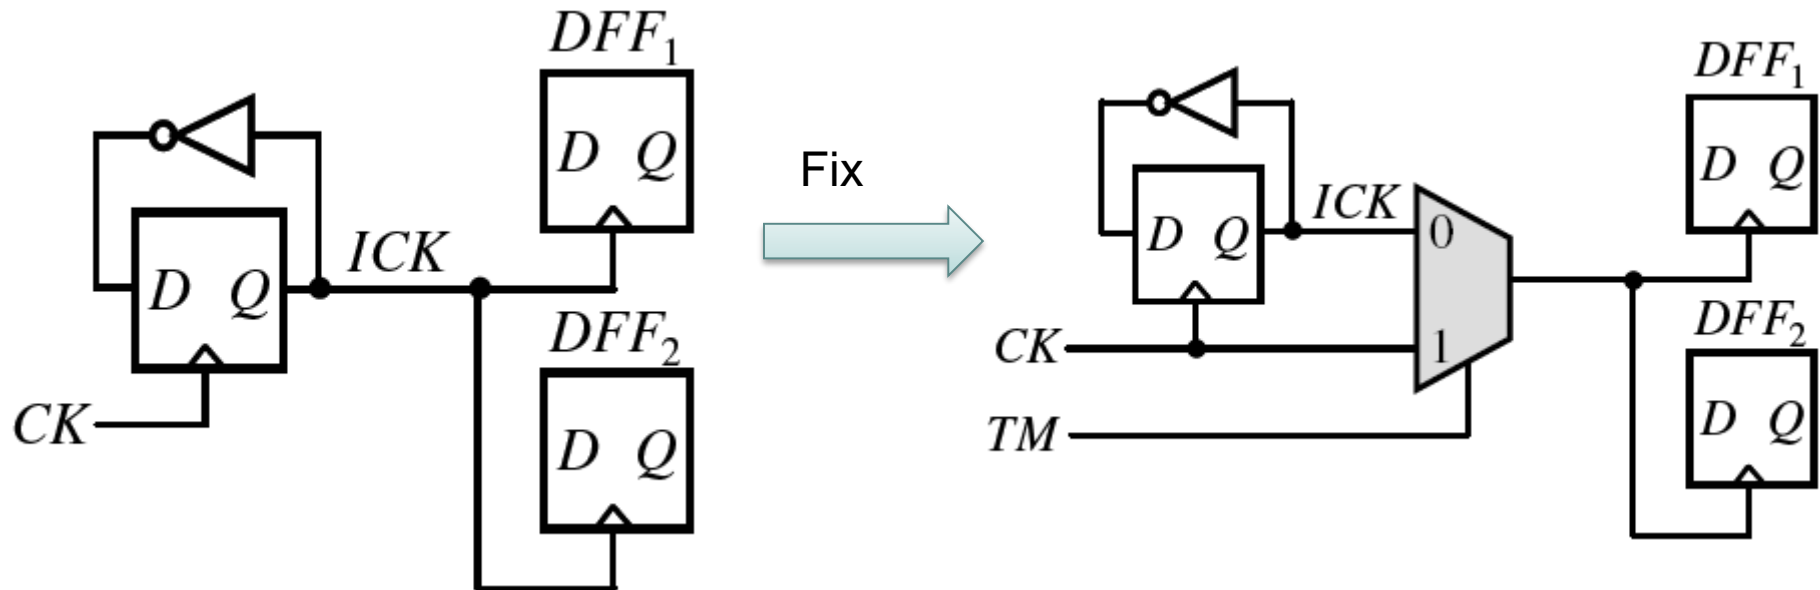 DFF₁
D Q
ICK
D Q
CK
DFF₂
D Q
Fix
DFF₁
D Q
ICK
0
D Q
CK
1
TM
DFF₂
D Q